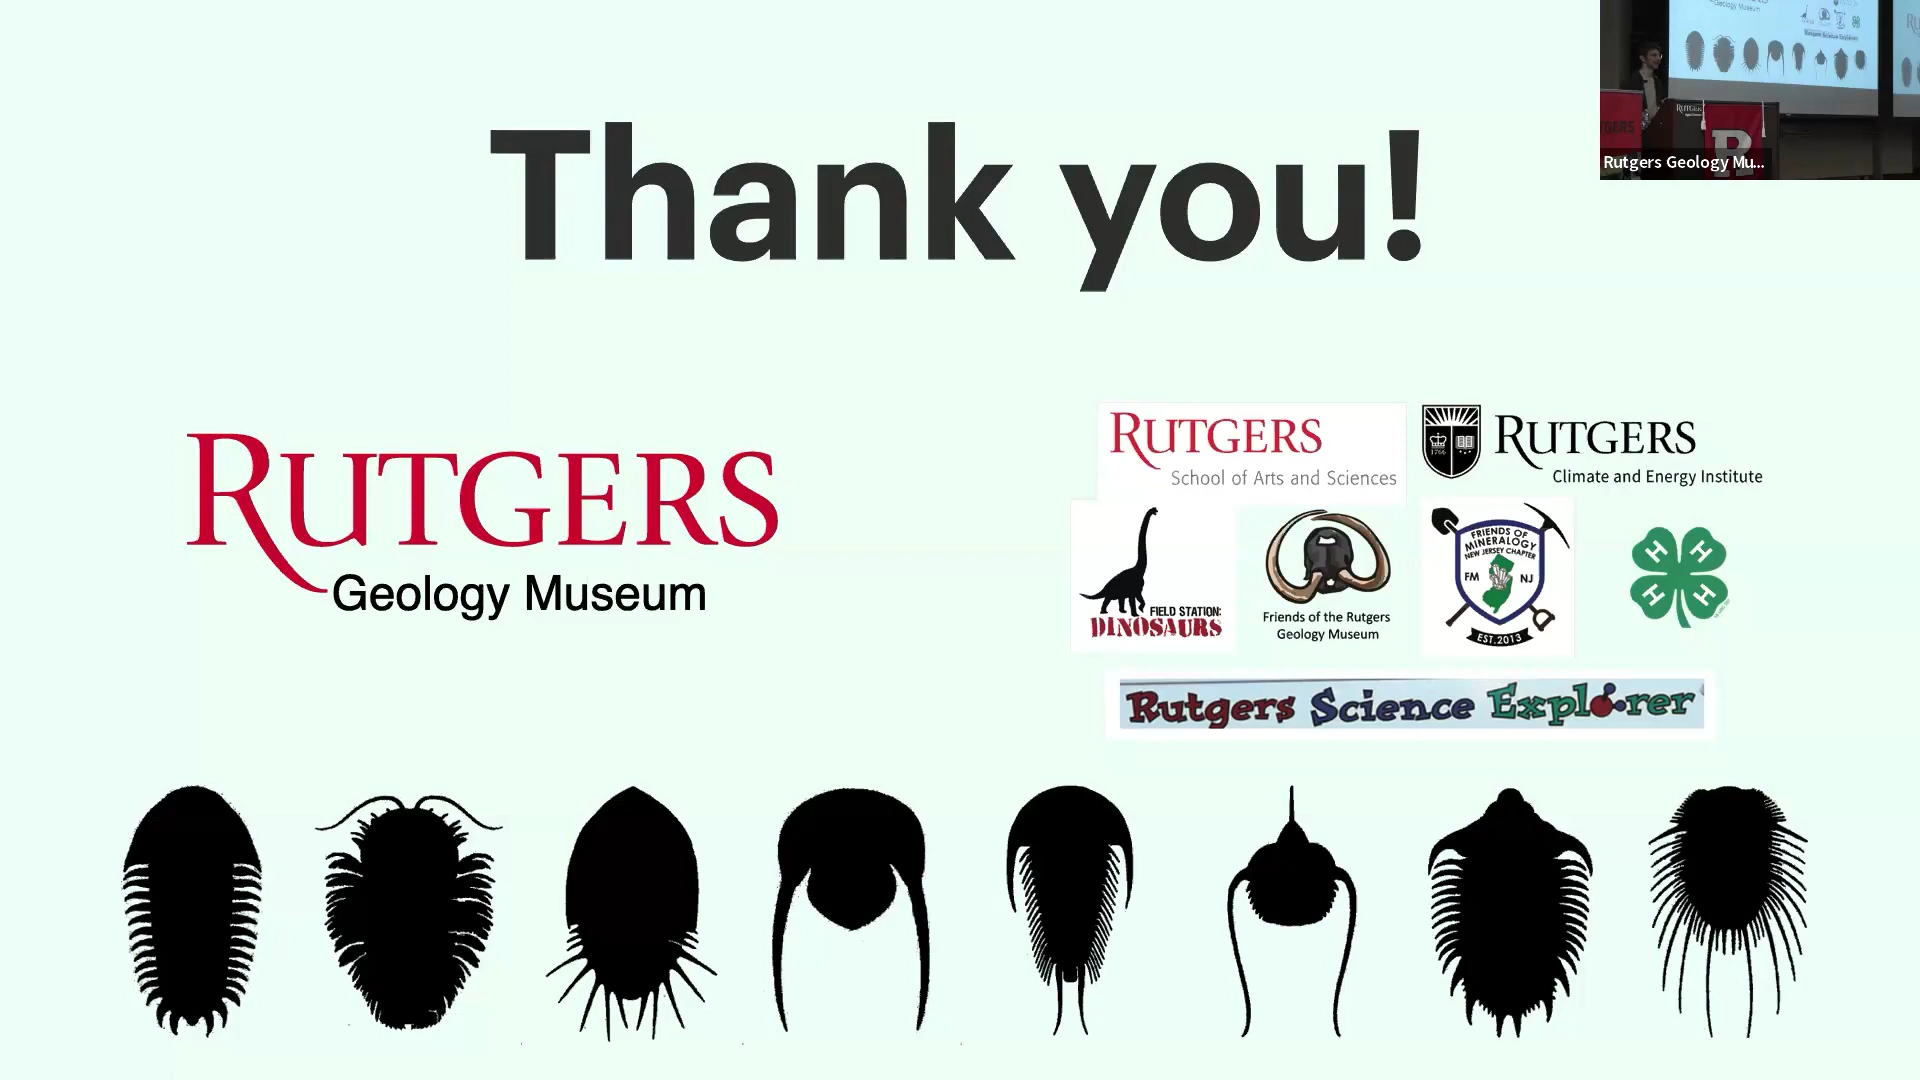 Thank you!
Rutgers Geology Mu...
RUTGERS
Geology Museum
RUTGERS
School of Arts and Sciences
1766
RUTGERS
Climate and Energy Institute
FIELD STATION:
DINOSAURS
Friends of the Rutgers
Geology Museum
FRIENDS OF
MINERALOGY
NEW JERSEY CHAPTER
FM NJ
EST.2013
H H
H H
Rutgers Science Explorer